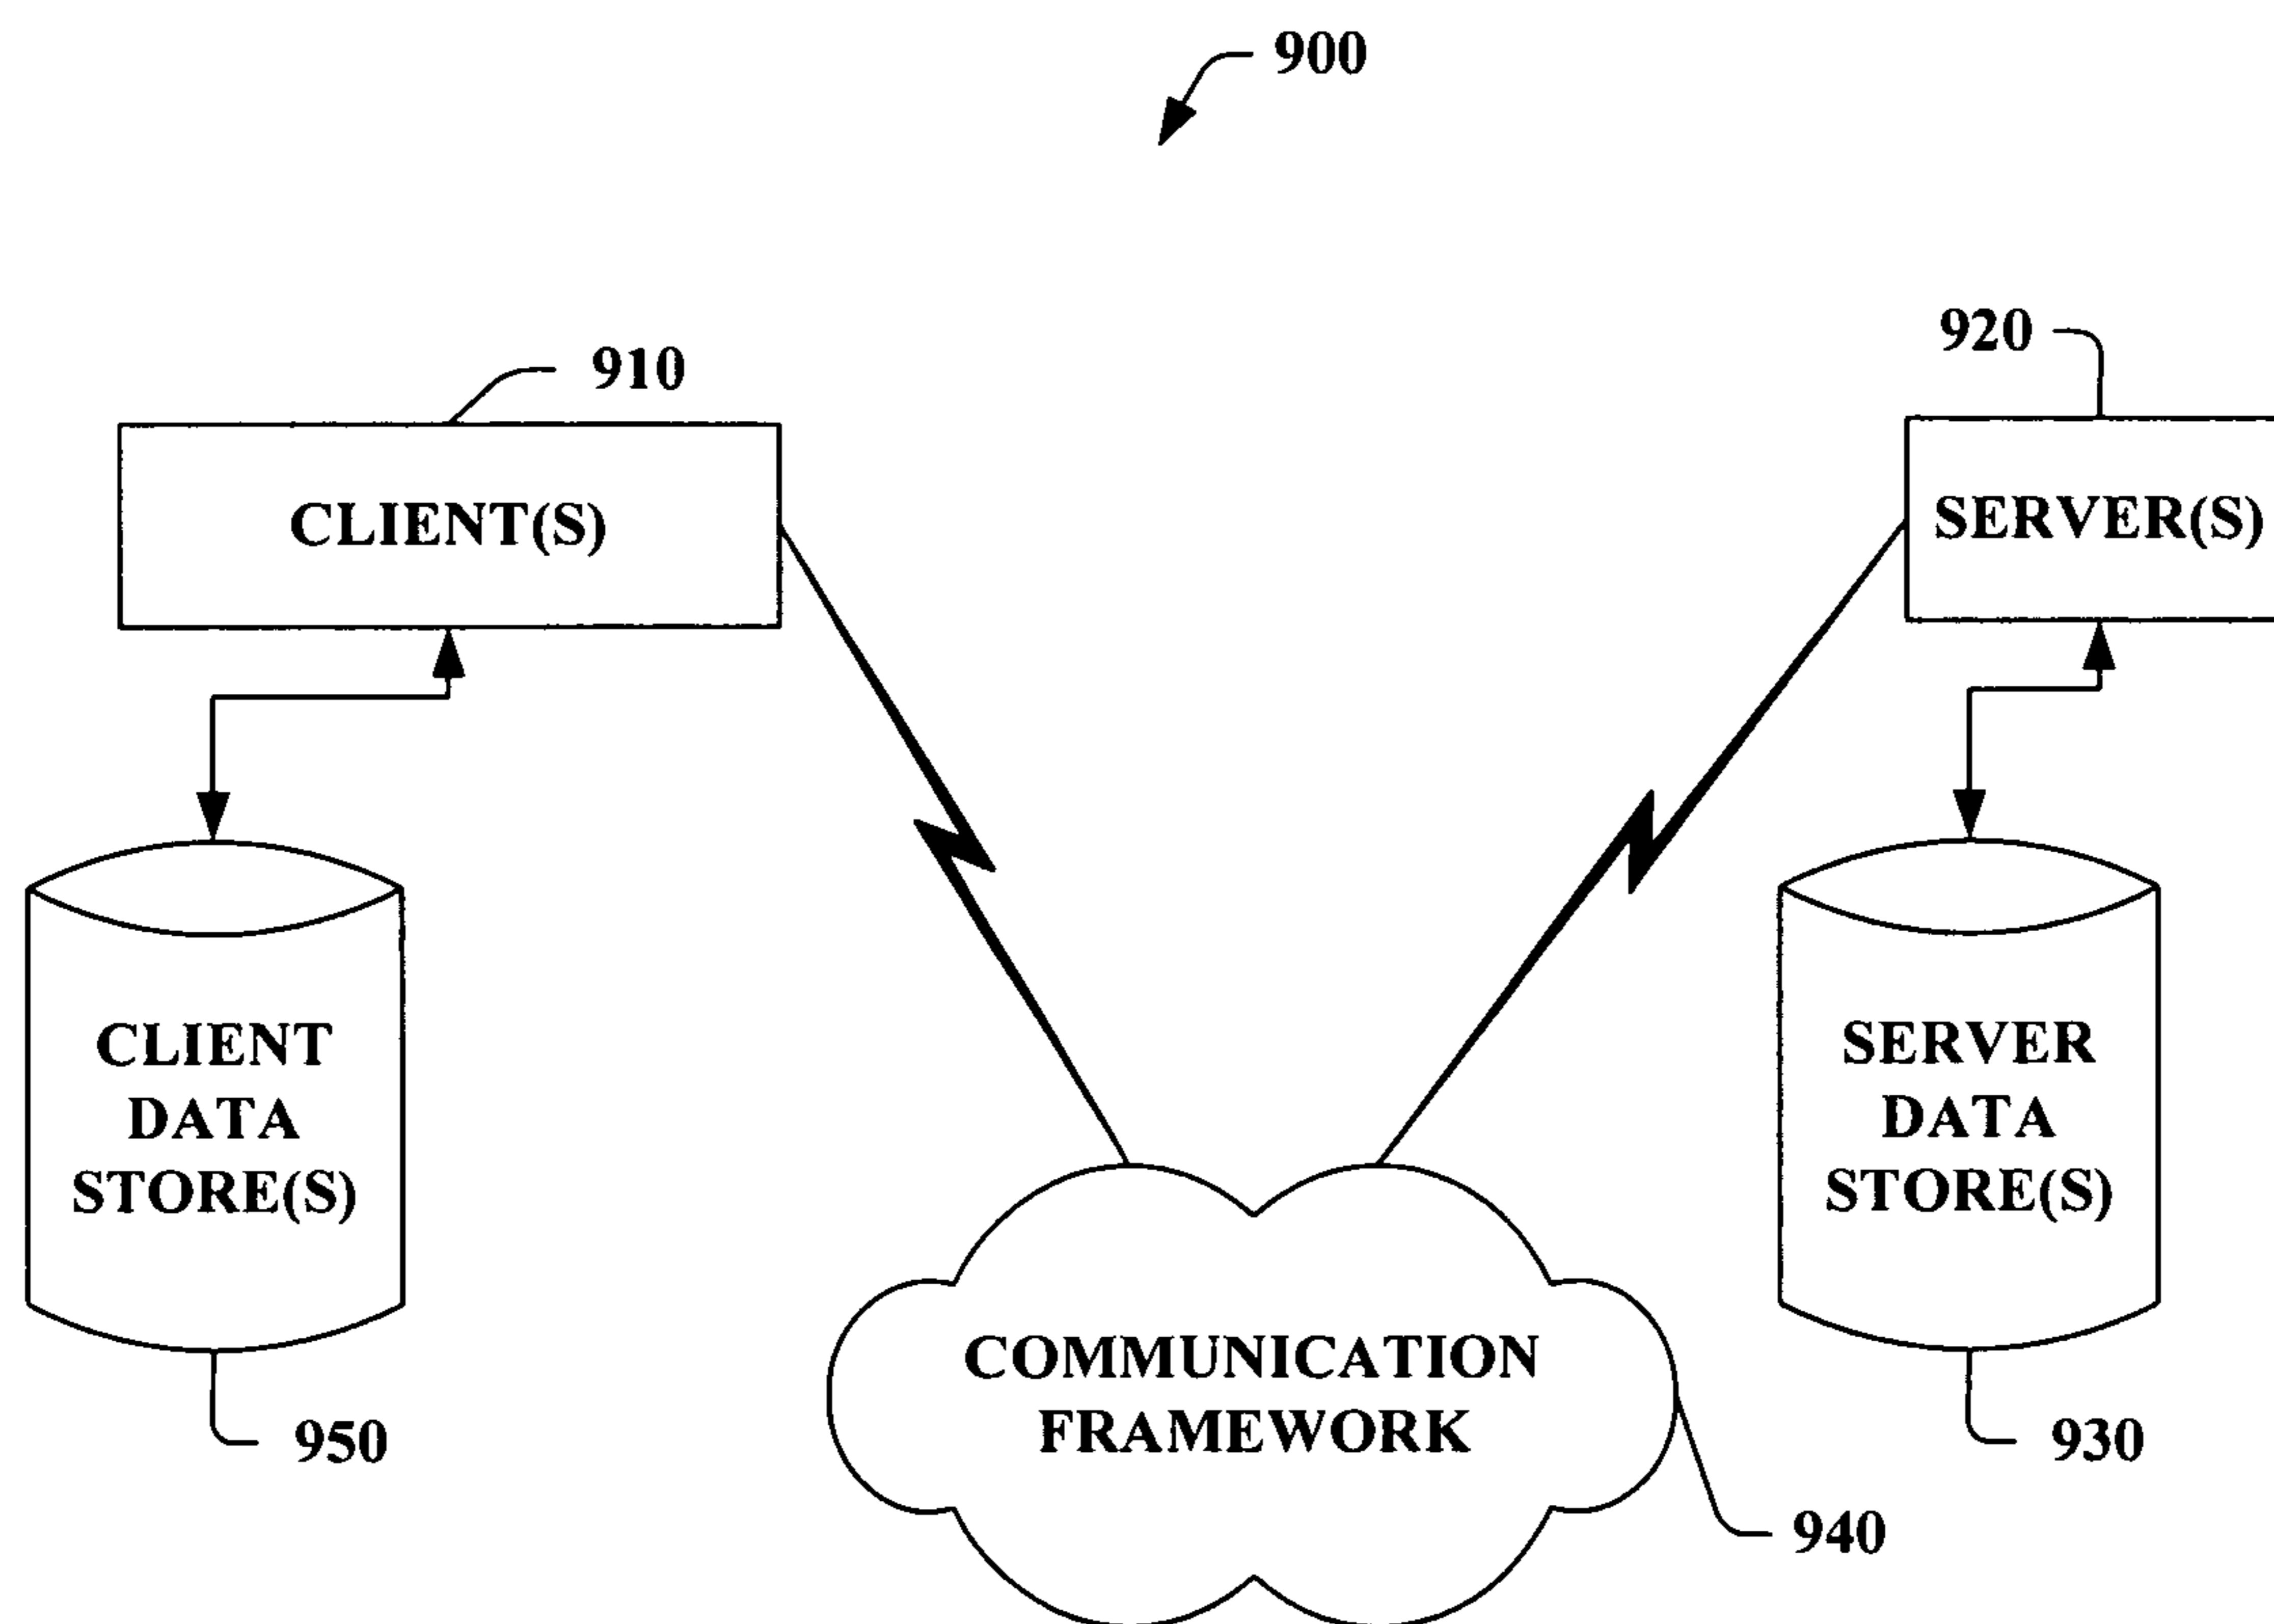 900
910
920
CLIENT(S)
SERVER(S)
CLIENT
DATA
STORE(S)
SERVER
DATA
STORE(S)
COMMUNICATION
FRAMEWORK
950
930
940